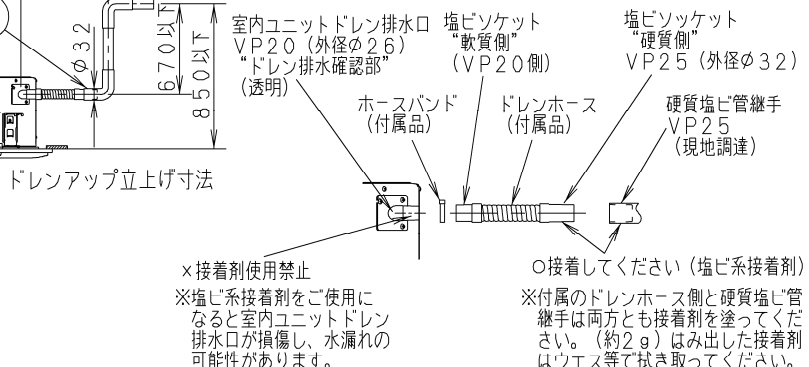 φ32
670以下
850以下
ドレンアップ立上げ寸法
室内ユニットドレン排水口
VP20（外径φ26）
“ドレン排水確認部”
（透明）
塩ビソケット
“軟質側”
（VP20側）
塩ビソッケット
“硬質側”
VP25（外径φ32）
ホースバンド
（付属品）
ドレンホース
（付属品）
硬質塩ビ管継手
VP25
（現地調達）
×接着剤使用禁止
※塩ビ系接着剤をご使用に
なると室内ユニットドレン
排水口が損傷し、水漏れの
可能性があります。
○接着してください（塩ビ系接着剤）
※付属のドレンホース側と硬質塩ビ管
継手は両方とも接着剤を塗ってくだ
さい。（約2g）はみ出した接着剤
はウエス等で拭き取ってください。